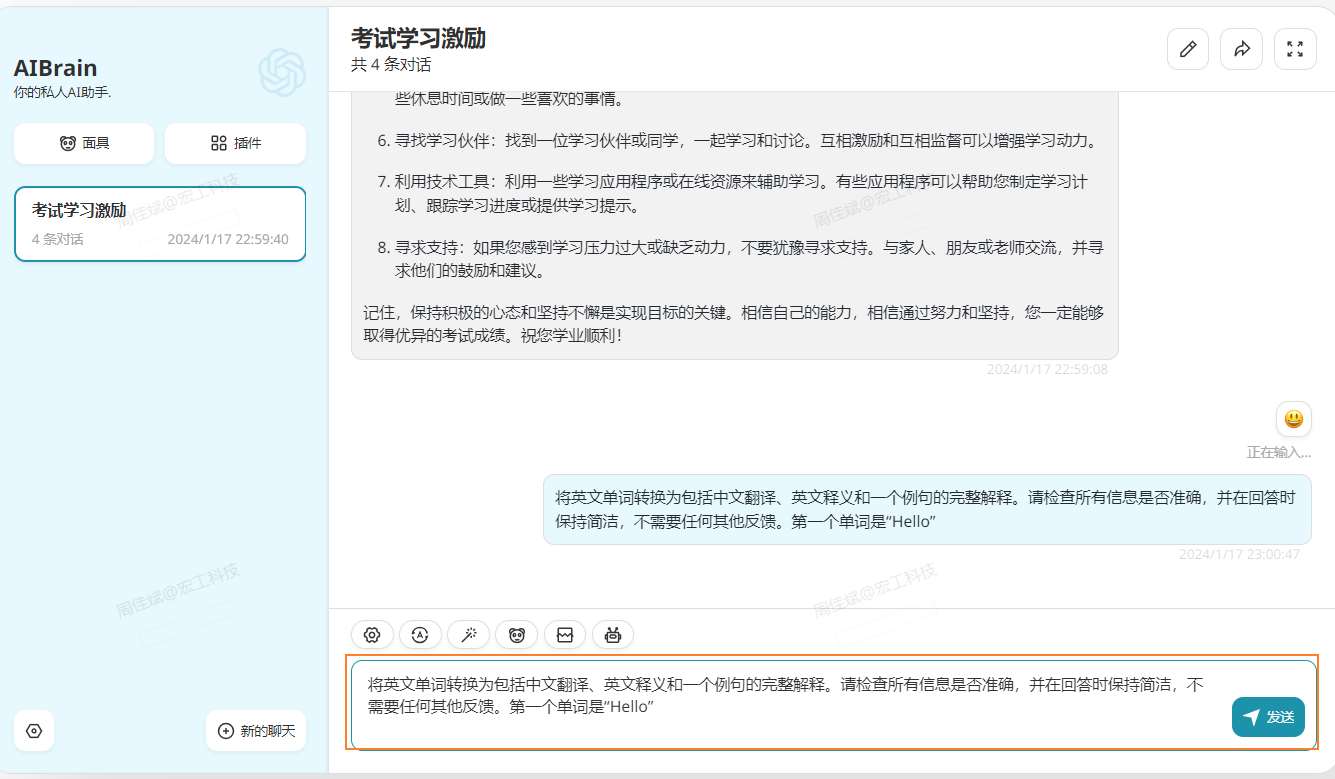 AIBrain
你的私人AI助手.
面具
插件
考试学习激励
4 条对话
2024/1/17 22:59:40
新的聊天
考试学习激励
共 4 条对话
些休息时间或做一些喜欢的事情。
6. 寻找学习伙伴：找到一位学习伙伴或同学，一起学习和讨论。互相激励和互相监督可以增强学习动力。
7. 利用技术工具：利用一些学习应用程序或在线资源来辅助学习。有些应用程序可以帮助您制定学习计
划、跟踪学习进度或提供学习提示。
8. 寻求支持：如果您感到学习压力过大或缺乏动力，不要犹豫寻求支持。与家人、朋友或老师交流，并寻
求他们的鼓励和建议。
记住，保持积极的心态和坚持不懈是实现目标的关键。相信自己的能力，相信通过努力和坚持，您一定能够
取得优异的考试成绩。祝您学业顺利！
2024/1/17 22:59:08
正在输入...
将英文单词转换为包括中文翻译、英文释义和一个例句的完整解释。请检查所有信息是否准确，并在回答时
保持简洁，不需要任何其他反馈。第一个单词是“Hello”
2024/1/17 23:00:47
将英文单词转换为包括中文翻译、英文释义和一个例句的完整解释。请检查所有信息是否准确，并在回答时保持简洁，不
需要任何其他反馈。第一个单词是“Hello”
发送
周佳斌@宏工科技
周佳斌@宏工科技
周佳斌@宏工科技
周佳斌@宏工科技